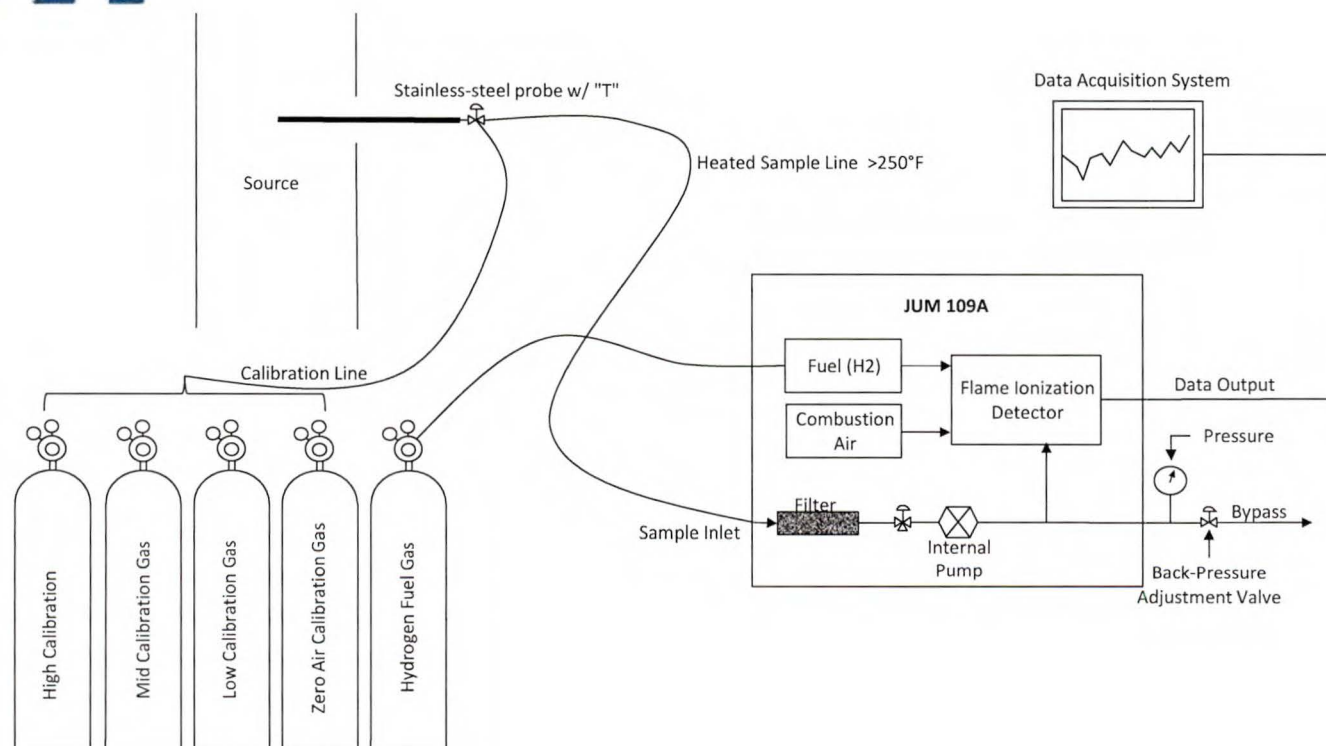 Stainless-steel probe w/ "T"
Data Acquisition System
Source
Heated Sample Line >250°F
JUM 109A
Fuel (H2)
Flame Ionization
Detector
Combustion
Air
Data Output
Pressure
Calibration Line
Filter
Sample Inlet
Internal
Pump
Bypass
Back-Pressure
Adjustment Valve
High Calibration
Mid Calibration Gas
Low Calibration Gas
Zero Air Calibration Gas
Hydrogen Fuel Gas